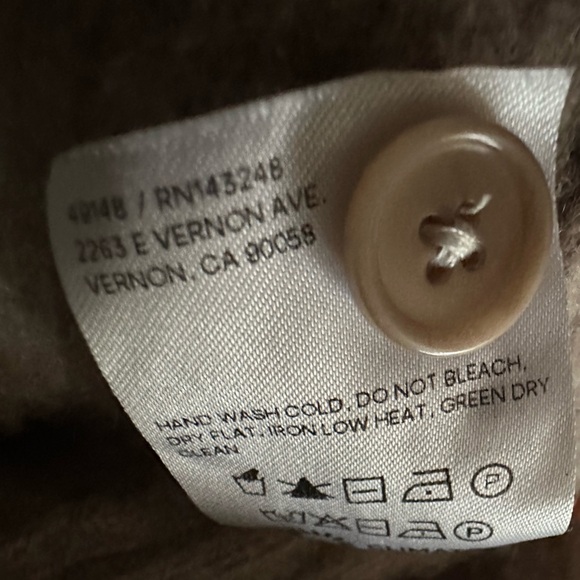 49148 / RN143248
2263 E VERNON AVE.
VERNON, CA 90058
HAND WASH COLD, DO NOT BLEACH,
DRY FLAT, IRON LOW HEAT, GREEN DRY
CLEAN
P
P